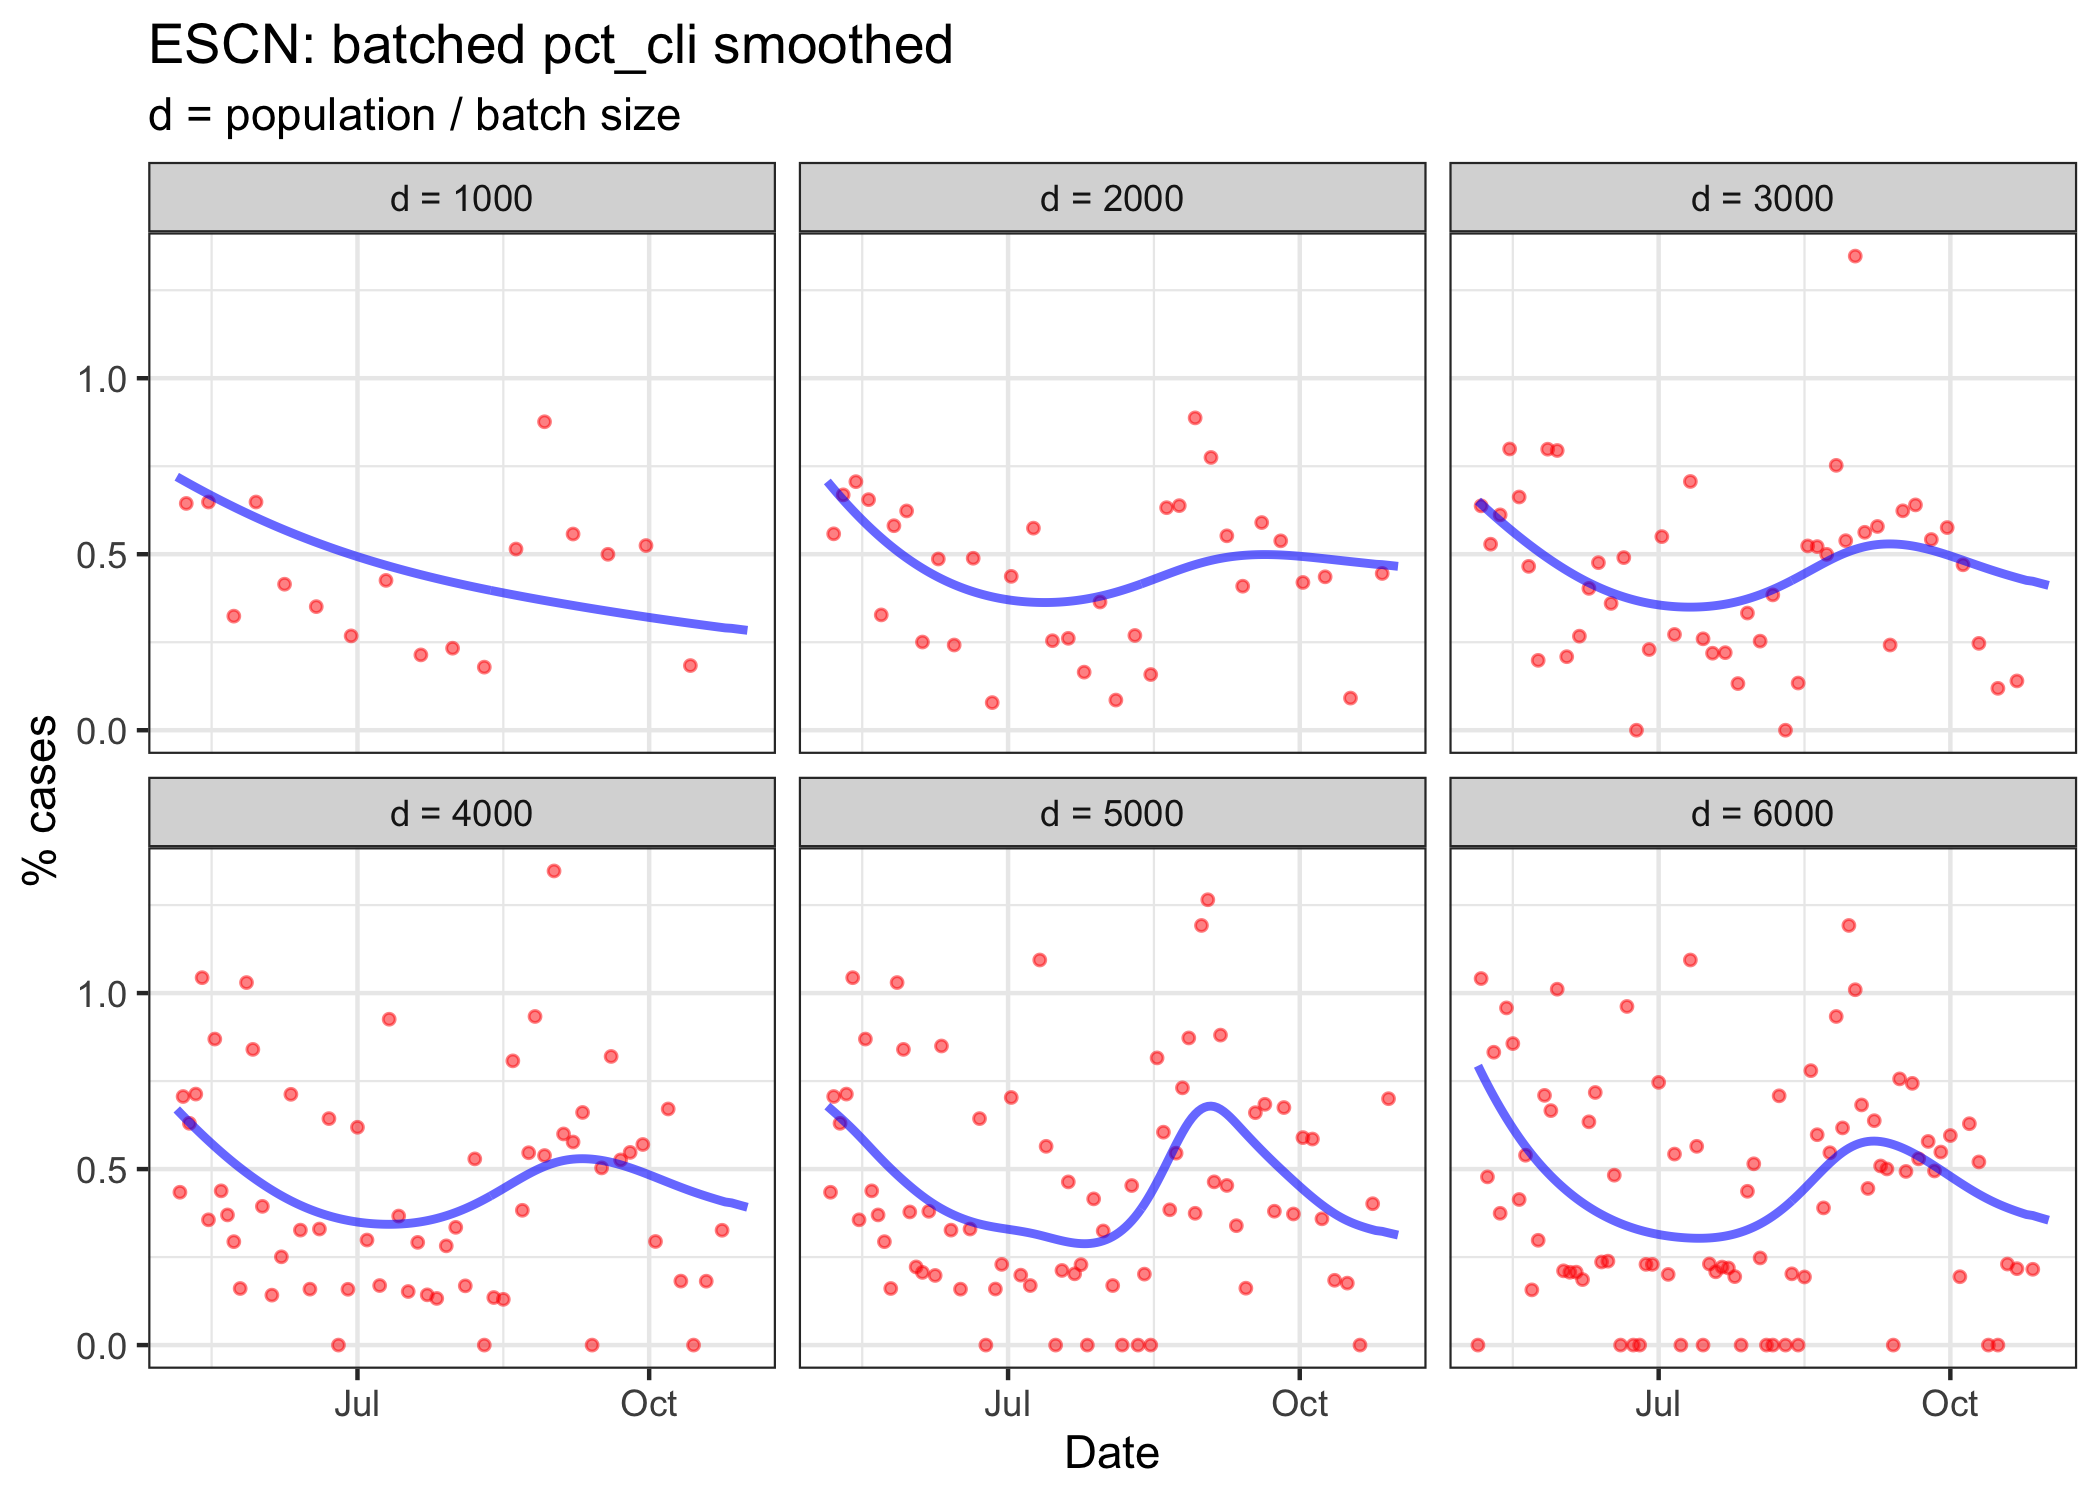 ESCN: batched pct_cli smoothed
d = population / batch size
d = 1000
d = 2000
d = 3000
1.0
0.5
0.0
d = 4000
d = 5000
d = 6000
1.0
0.5
0.0
% cases
Jul
Oct
Jul
Oct
Jul
Oct
Date